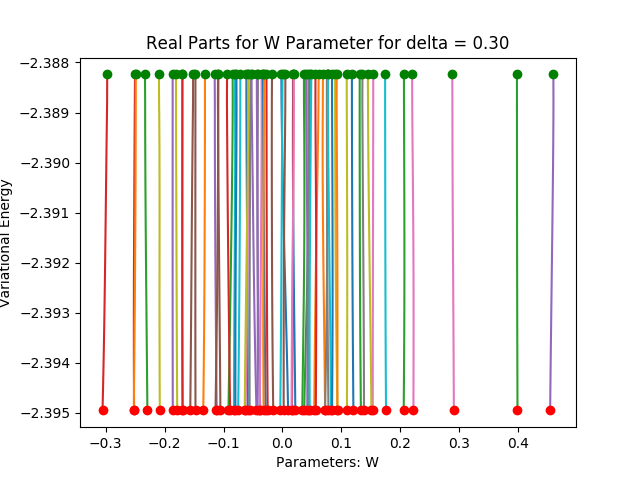 Real Parts for W Parameter for delta = 0.30
Variational Energy
−2.388
−2.389
−2.390
−2.391
−2.392
−2.393
−2.394
−2.395
−0.3 −0.2 −0.1 0.0 0.1 0.2 0.3 0.4
Parameters: W